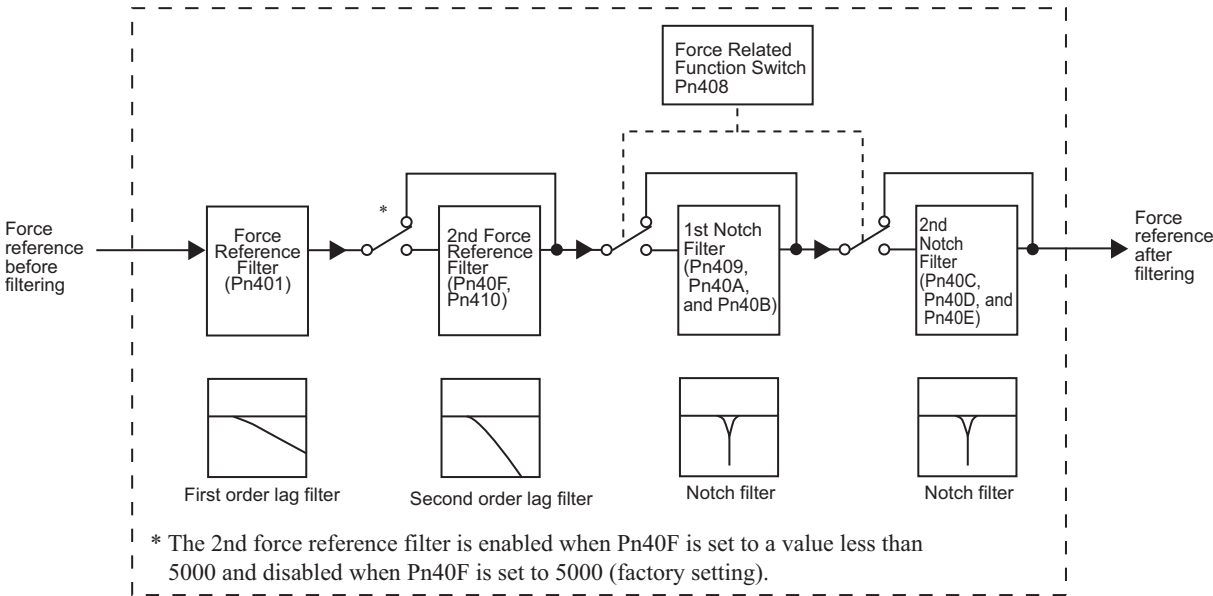 Force Related
Function Switch
Pn408
Force
reference
before
filtering
Force
Reference
Filter
(Pn401)
*
2nd Force
Reference
Filter
(Pn40F,
Pn410)
1st Notch
Filter
(Pn409,
Pn40A,
and Pn40B)
2nd
Notch
Filter
(Pn40C,
Pn40D, and
Pn40E)
Force
reference
after
filtering
First order lag filter
Second order lag filter
Notch filter
Notch filter
* The 2nd force reference filter is enabled when Pn40F is set to a value less than
5000 and disabled when Pn40F is set to 5000 (factory setting).